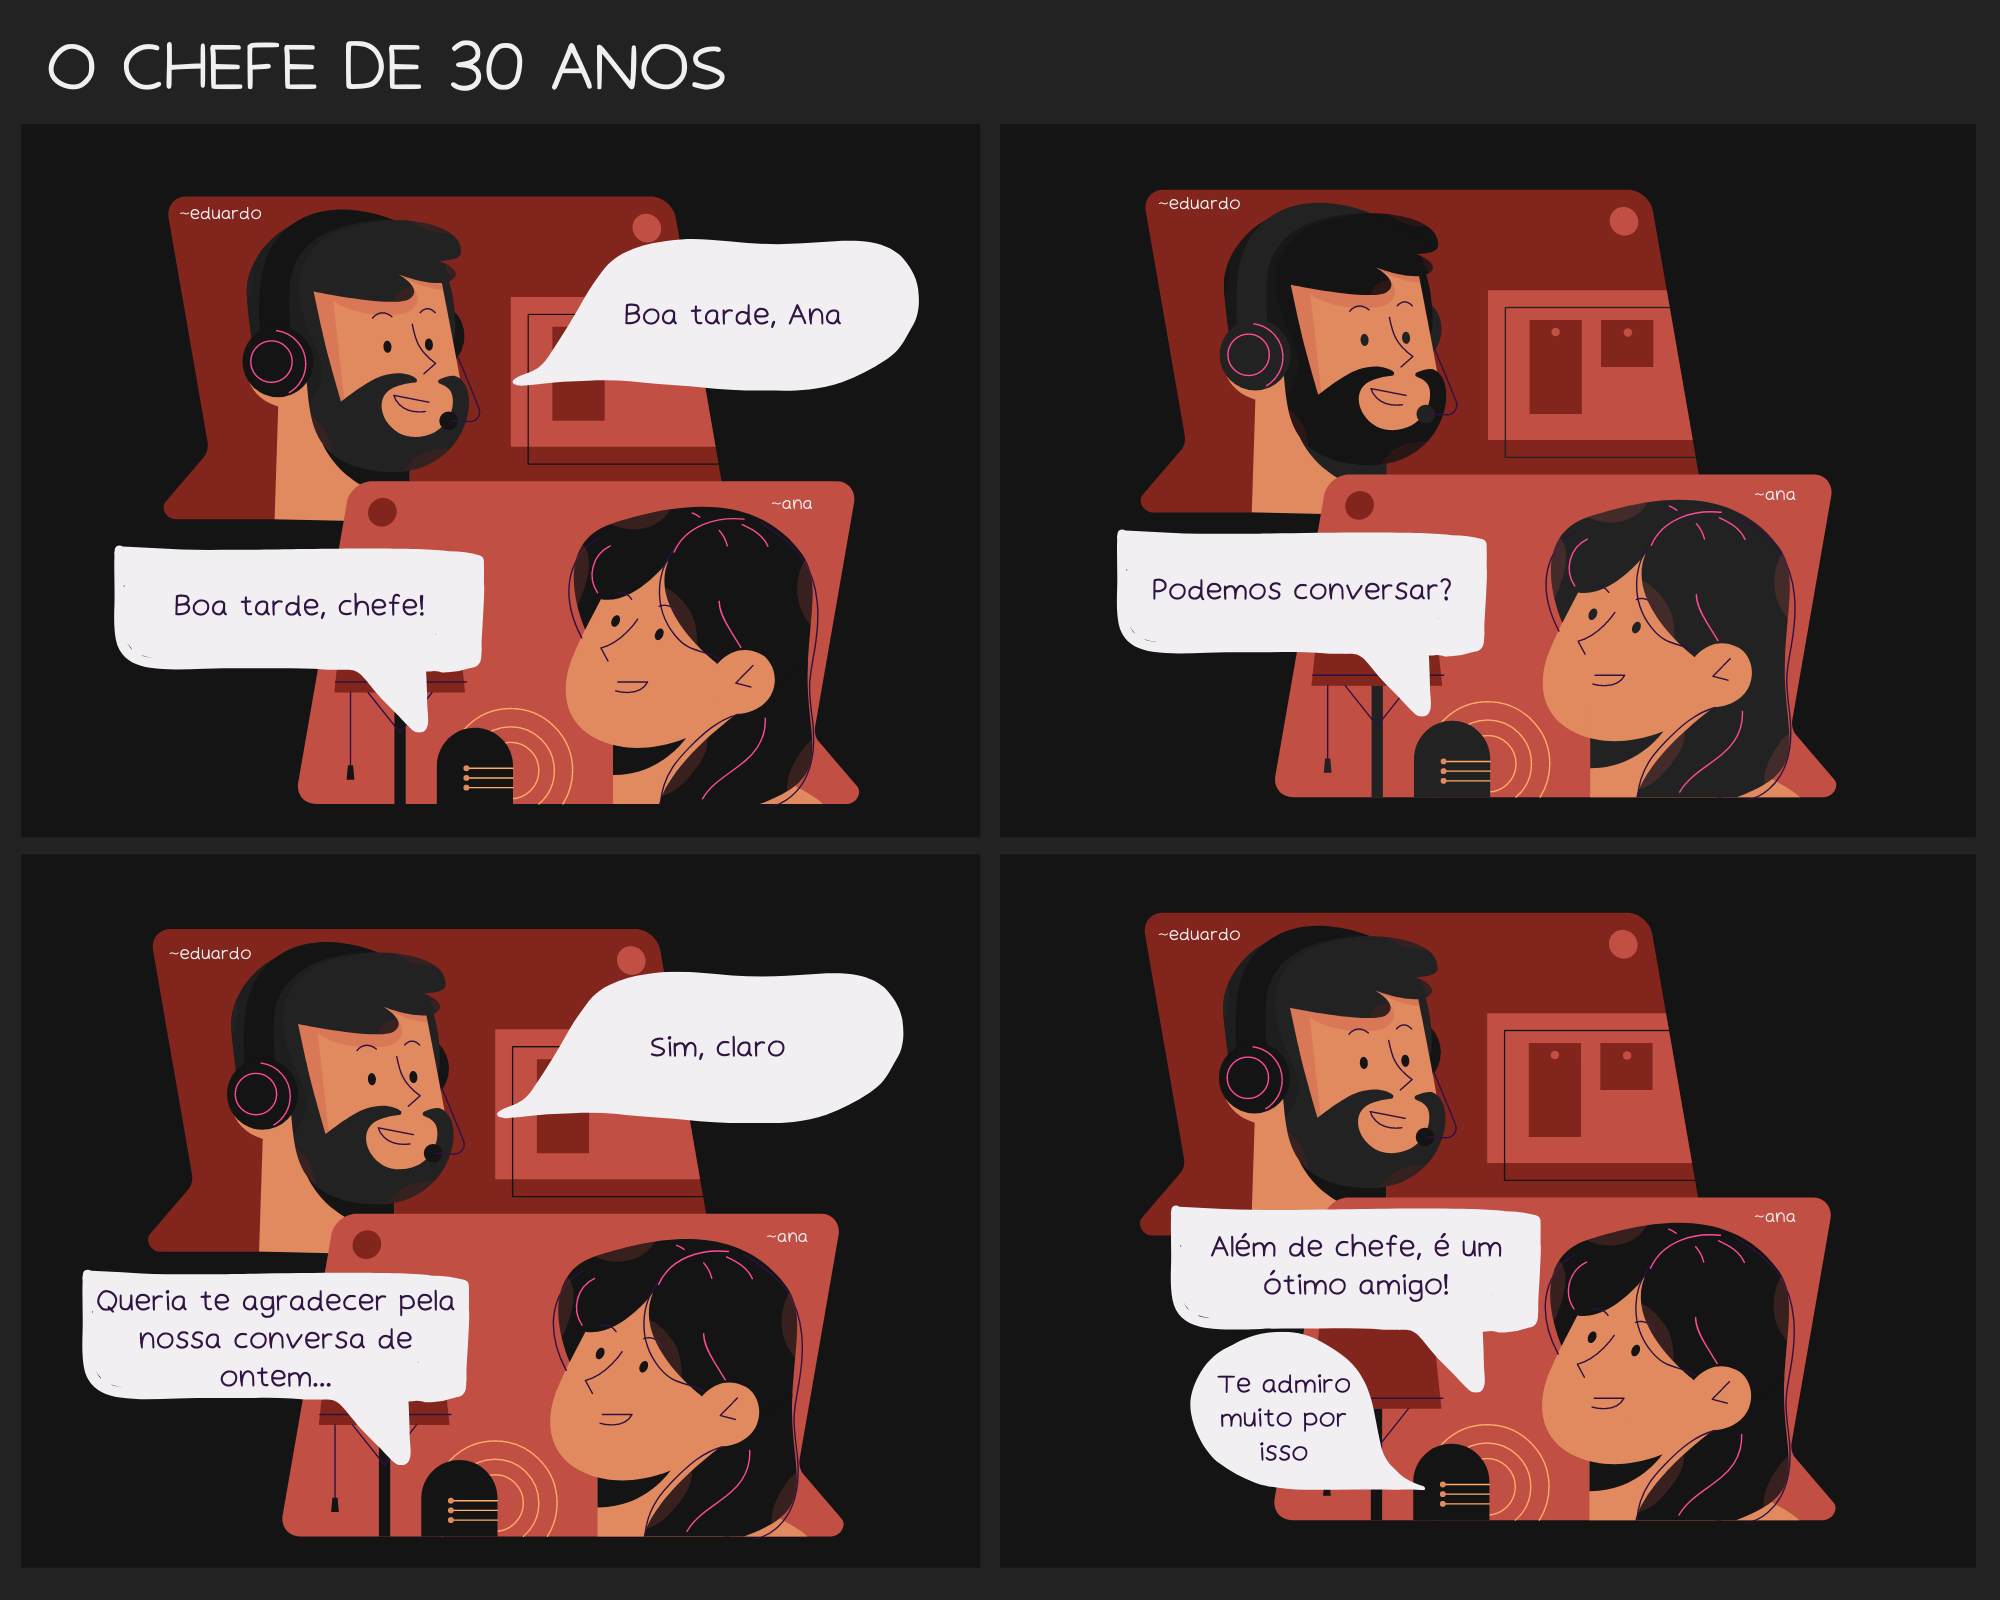 O CHEFE DE 30 ANOS
~eduardo
Boa tarde, Ana
~ana
Boa tarde, chefe!
~eduardo
~ana
Podemos conversar?
~eduardo
Sim, claro
~ana
Queria te agradecer pela
nossa conversa de
ontem...
~eduardo
~ana
Além de chefe, é um
ótimo amigo!
Te admiro
muito por
isso